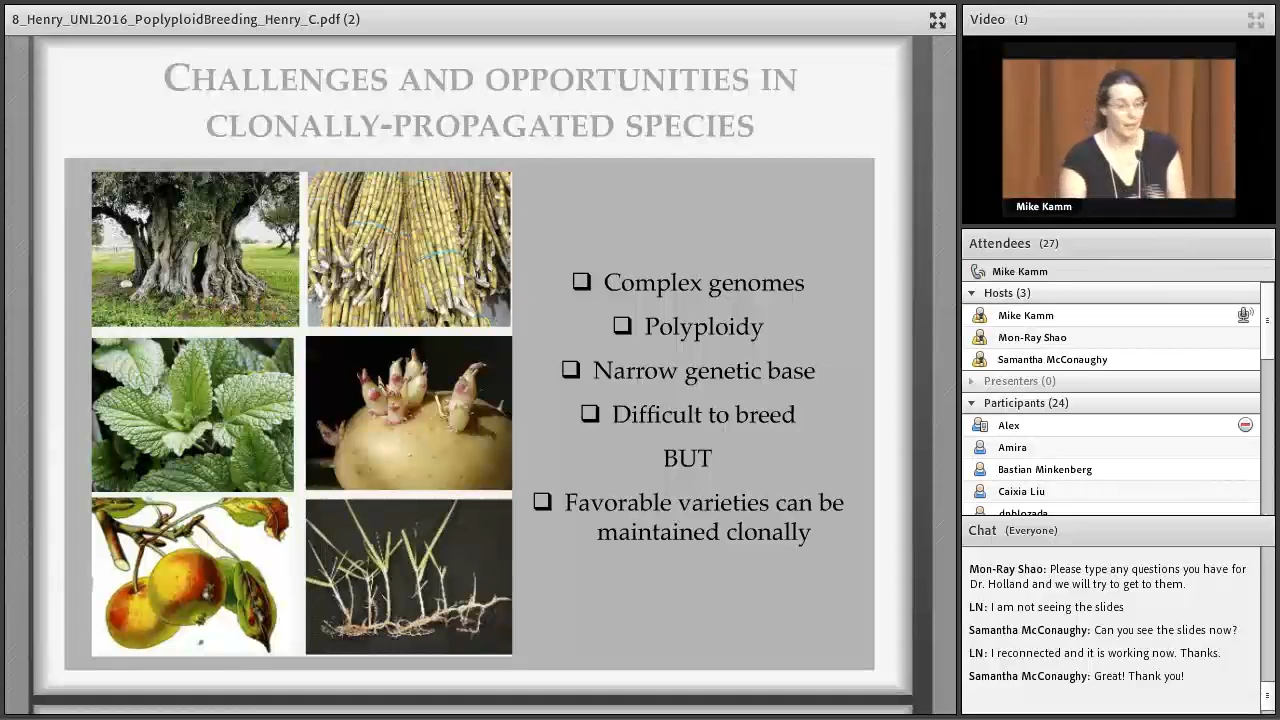 8_Henry_UNL2016_PoplyploidBreeding_Henry_C.pdf (2)
CHALLENGES AND OPPORTUNITIES IN
CLONALLY-PROPAGATED SPECIES
Complex genomes
Polyploidy
Narrow genetic base
Difficult to breed
BUT
Favorable varieties can be
maintained clonally
Video (1)
Mike Kamm
Attendees (27)
Mike Kamm
Hosts (3)
Mike Kamm
Mon-Ray Shao
Samantha McConaughy
Presenters (0)
Participants (24)
Alex
Amira
Bastian Minkenberg
Caixia Liu
Chat (Everyone)
Mon-Ray Shao: Please type any questions you have for
Dr. Holland and we will try to get to them.
LN: I am not seeing the slides
Samantha McConaughy: Can you see the slides now?
LN: I reconnected and it is working now. Thanks.
Samantha McConaughy: Great! Thank you!